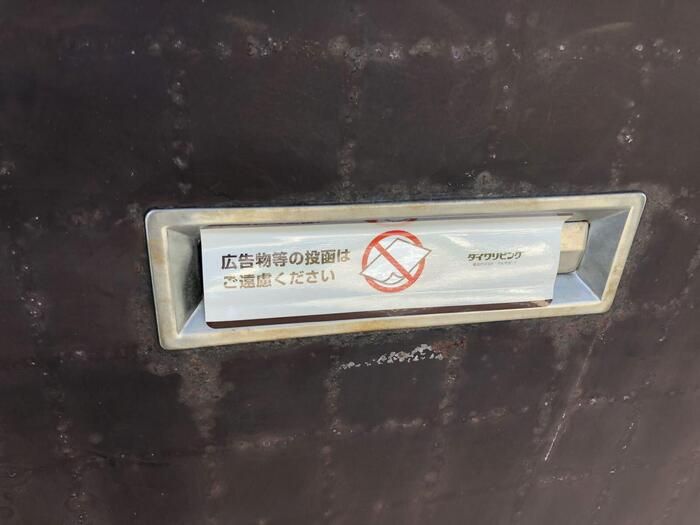 広告物等の投函は
ご遠慮ください
ダイワリビング